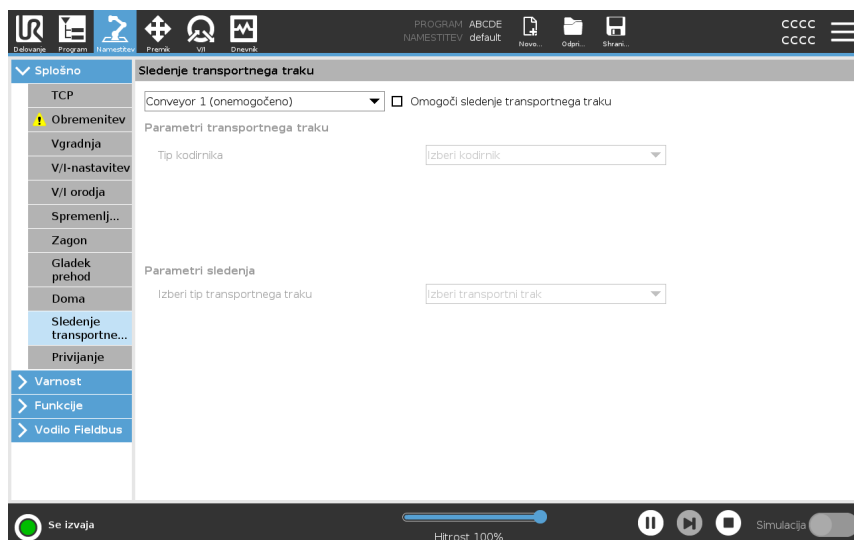 PROGRAM ABCDE
NAMESTITEV default
cccc
cccc
Delovanje
Program
Namestitev
Premik
V/I
Dnevnik
Novo...
Odpri...
Shrani...
Splošno
Sledenje transportnega traku
TCP
Obremenitev
Vgradnja
V/I-nastavitev
V/I orodja
Spremenlj...
Zagon
Gladek
prehod
Doma
Sledenje
transportne...
Privijanje
Varnost
Funkcije
Vodilo Fieldbus
Conveyor 1 (onemogočeno)
Omogoči sledenje transportnega traku
Parametri transportnega traku
Tip kodirnika
Izberi kodirnik
Parametri sledenja
Izberi tip transportnega traku
Izberi transportni trak
Se izvaja
Hitrost 100%
Simulacija